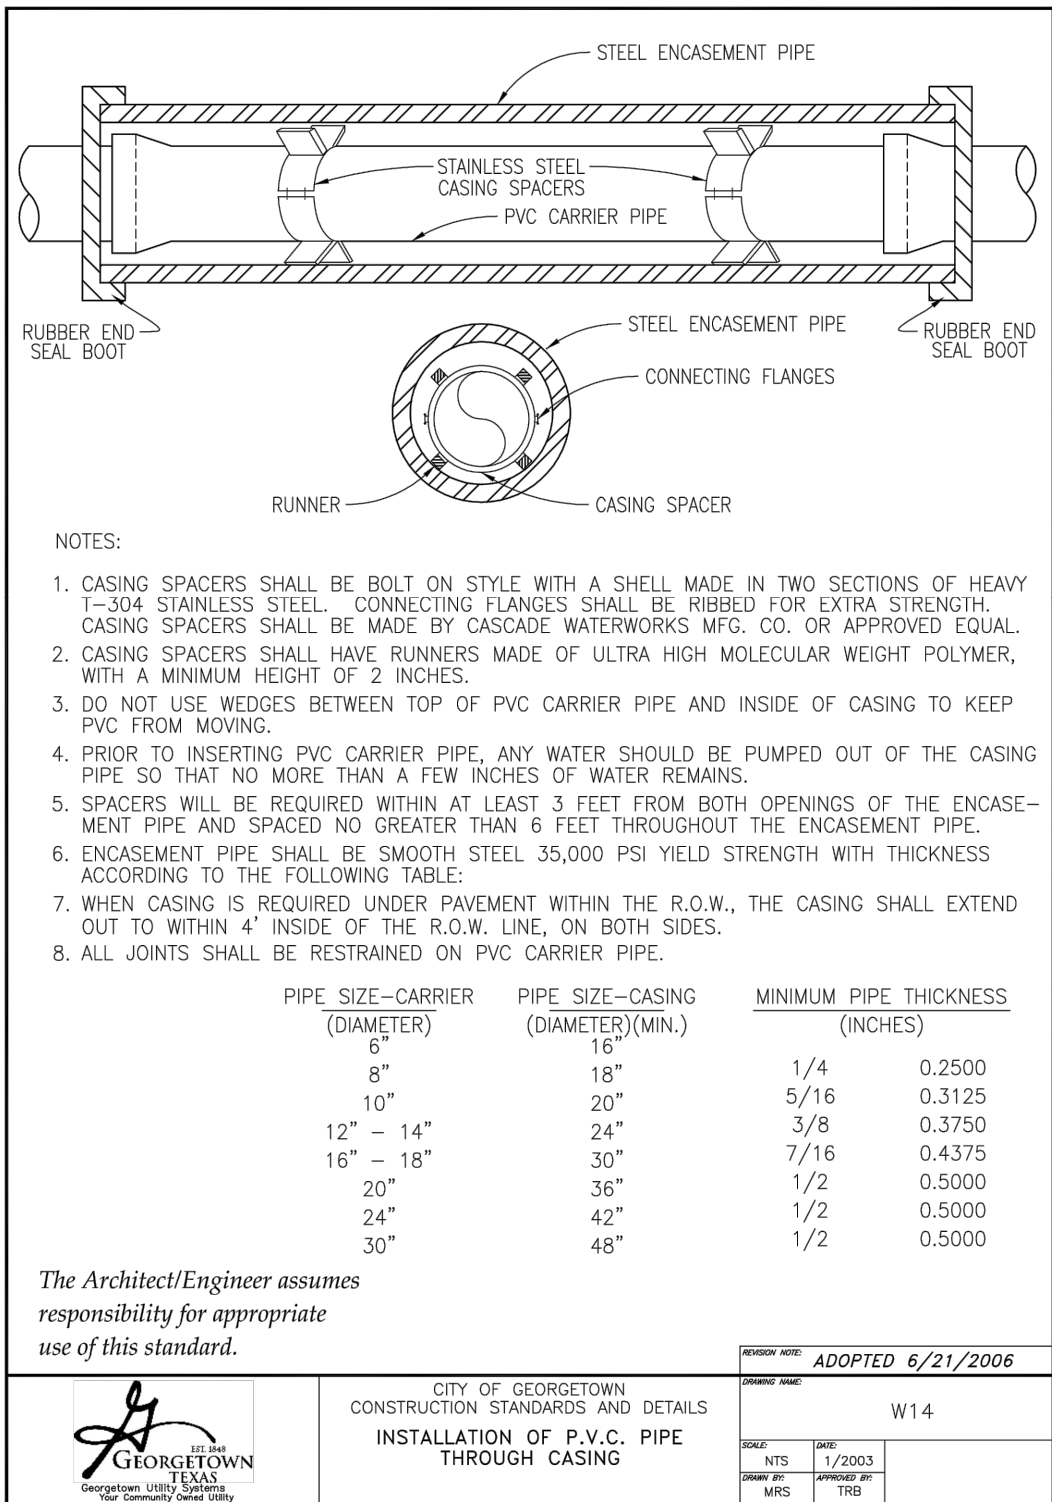 STEEL ENCASEMENT PIPE
STAINLESS STEEL
CASING SPACERS
PVC CARRIER PIPE
RUBBER END
SEAL BOOT
STEEL ENCASEMENT PIPE
RUBBER END
SEAL BOOT
CONNECTING FLANGES
RUNNER
CASING SPACER
NOTES:
1. CASING SPACERS SHALL BE BOLT ON STYLE WITH A SHELL MADE IN TWO SECTIONS OF HEAVY
T-304 STAINLESS STEEL. CONNECTING FLANGES SHALL BE RIBBED FOR EXTRA STRENGTH.
CASING SPACERS SHALL BE MADE BY CASCADE WATERWORKS MFG. CO. OR APPROVED EQUAL.
2. CASING SPACERS SHALL HAVE RUNNERS MADE OF ULTRA HIGH MOLECULAR WEIGHT POLYMER,
WITH A MINIMUM HEIGHT OF 2 INCHES.
3. DO NOT USE WEDGES BETWEEN TOP OF PVC CARRIER PIPE AND INSIDE OF CASING TO KEEP
PVC FROM MOVING.
4. PRIOR TO INSERTING PVC CARRIER PIPE, ANY WATER SHOULD BE PUMPED OUT OF THE CASING
PIPE SO THAT NO MORE THAN A FEW INCHES OF WATER REMAINS.
5. SPACERS WILL BE REQUIRED WITHIN AT LEAST 3 FEET FROM BOTH OPENINGS OF THE ENCASE-
MENT PIPE AND SPACED NO GREATER THAN 6 FEET THROUGHOUT THE ENCASEMENT PIPE.
6. ENCASEMENT PIPE SHALL BE SMOOTH STEEL 35,000 PSI YIELD STRENGTH WITH THICKNESS
ACCORDING TO THE FOLLOWING TABLE:
7. WHEN CASING IS REQUIRED UNDER PAVEMENT WITHIN THE R.O.W., THE CASING SHALL EXTEND
OUT TO WITHIN 4' INSIDE OF THE R.O.W. LINE, ON BOTH SIDES.
8. ALL JOINTS SHALL BE RESTRAINED ON PVC CARRIER PIPE.
PIPE SIZE-CARRIER PIPE SIZE-CASING MINIMUM PIPE THICKNESS
(DIAMETER) (DIAMETER)(MIN.) (INCHES)
6" 16"
8" 18" 1/4 0.2500
10" 20" 5/16 0.3125
12" - 14" 24" 3/8 0.3750
16" - 18" 30" 7/16 0.4375
20" 36" 1/2 0.5000
24" 42" 1/2 0.5000
30" 48" 1/2 0.5000
The Architect/Engineer assumes
responsibility for appropriate
use of this standard.
REVISION NOTE: ADOPTED 6/21/2006
EST. 1848
GEORGETOWN
TEXAS
Georgetown Utility Systems
Your Community Owned Utility
CITY OF GEORGETOWN
CONSTRUCTION STANDARDS AND DETAILS
INSTALLATION OF P.V.C. PIPE
THROUGH CASING
DRAWING NAME:
W14
SCALE: DATE:
NTS 1/2003
DRAWN BY: APPROVED BY:
MRS TRB